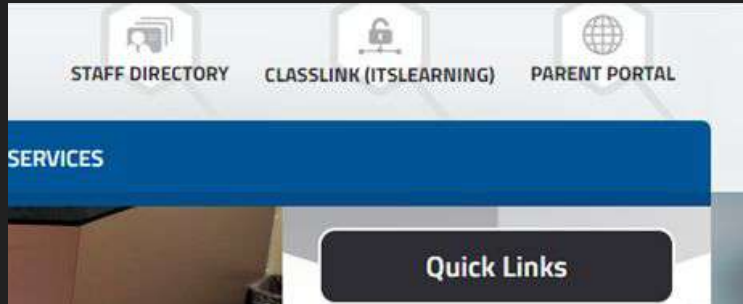 STAFF DIRECTORY CLASSLINK (ITSLEARNING) PARENT PORTAL
SERVICES
Quick Links